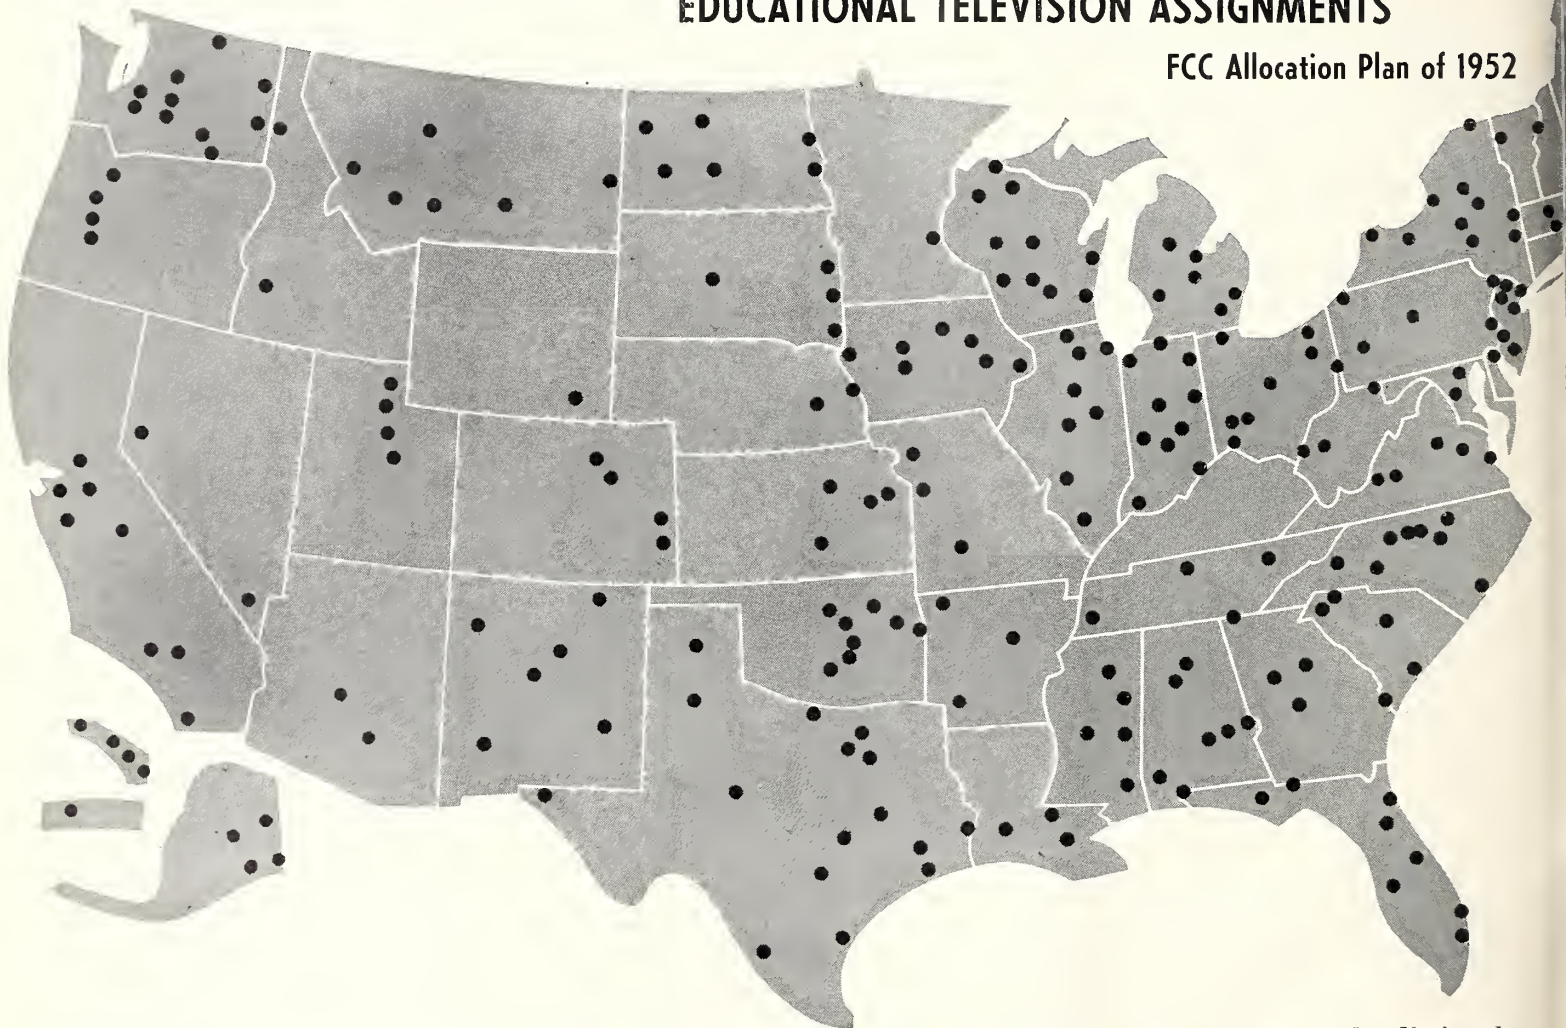 EDUCATIONAL TELEVISION ASSIGNMENTS
FCC Allocation Plan of 1952